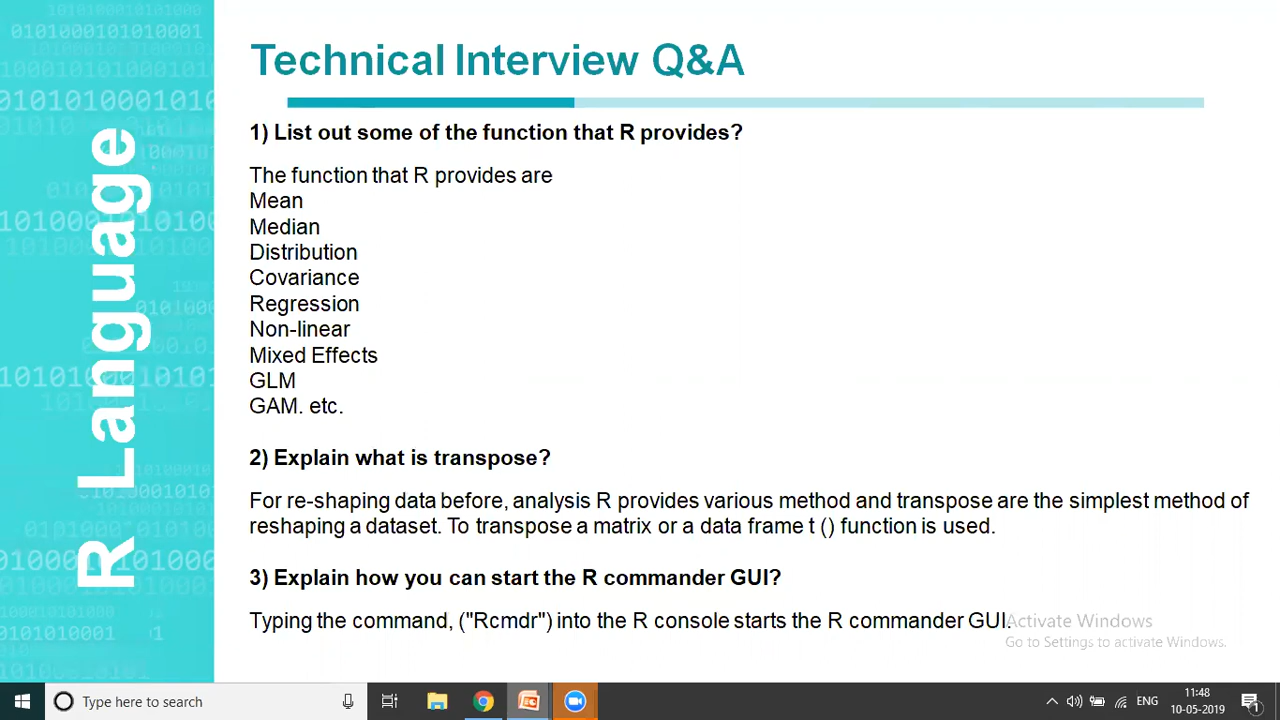 Technical Interview Q&A
R Language
1) List out some of the function that R provides?
The function that R provides are
Mean
Median
Distribution
Covariance
Regression
Non-linear
Mixed Effects
GLM
GAM. etc.
2) Explain what is transpose?
For re-shaping data before, analysis R provides various method and transpose are the simplest method of
reshaping a dataset. To transpose a matrix or a data frame t () function is used.
3) Explain how you can start the R commander GUI?
Typing the command, ("Rcmdr") into the R console starts the R commander GUI.
Activate Windows
Go to Settings to activate Windows.
Type here to search
ENG
11:48
10-05-2019
1